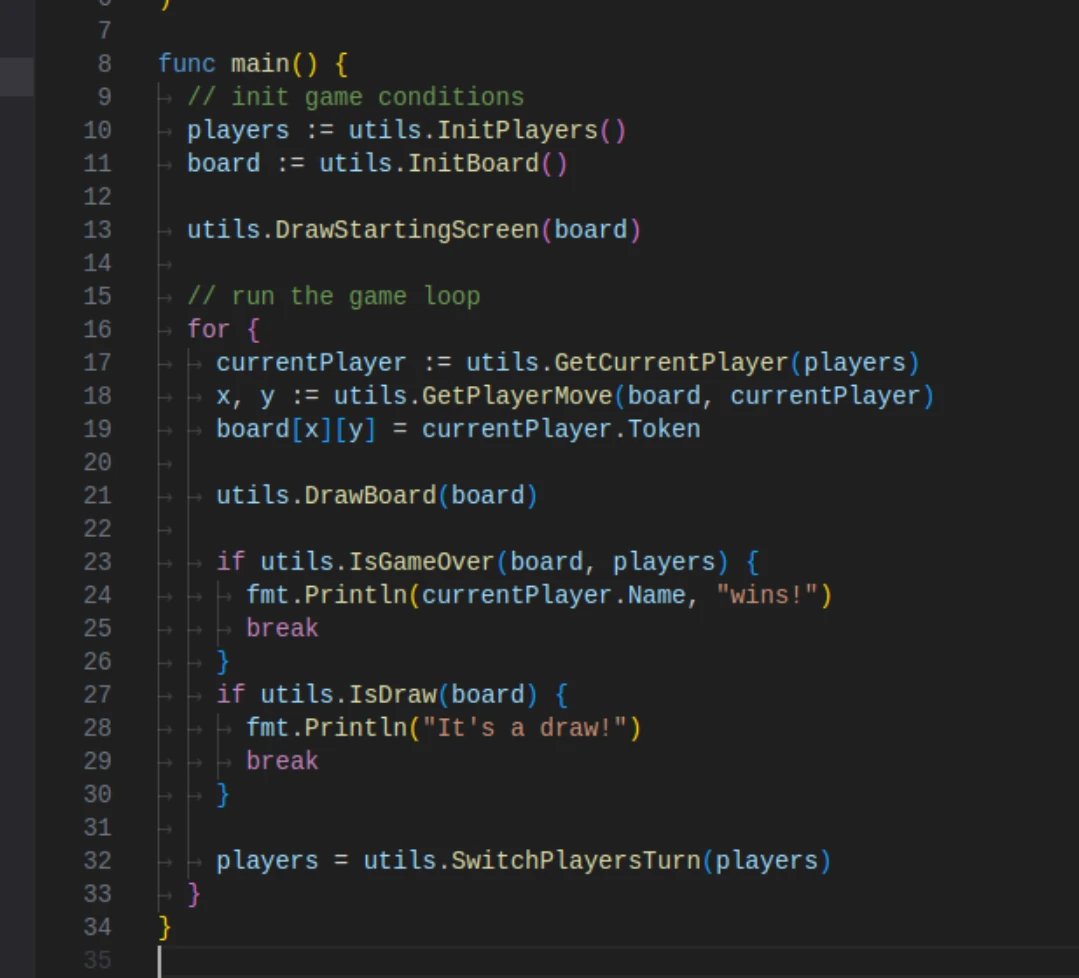 6 )
7
8 func main() {
9 // init game conditions
10 players := utils.InitPlayers()
11 board := utils.InitBoard()
12
13 utils.DrawStartingScreen(board)
14
15 // run the game loop
16 for {
17 currentPlayer := utils.GetCurrentPlayer(players)
18 x, y := utils.GetPlayerMove(board, currentPlayer)
19 board[x][y] = currentPlayer.Token
20
21 utils.DrawBoard(board)
22
23 if utils.IsGameOver(board, players) {
24 fmt.Println(currentPlayer.Name, "wins!")
25 break
26 }
27 if utils.IsDraw(board) {
28 fmt.Println("It's a draw!")
29 break
30 }
31
32 players = utils.SwitchPlayersTurn(players)
33 }
34 }
35